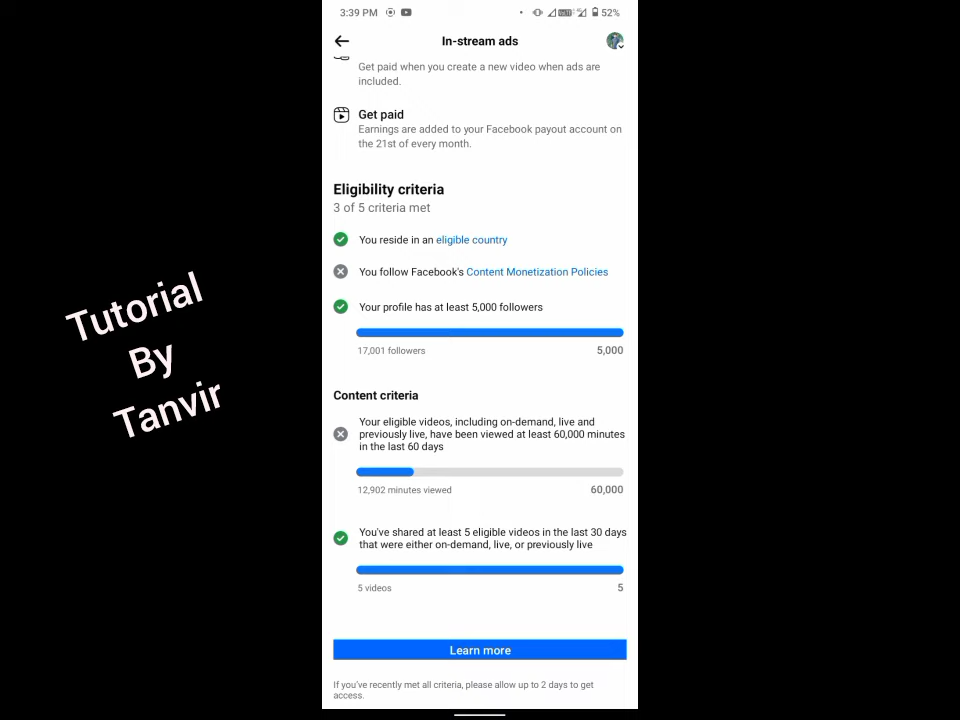 3:39 PM
52%
In-stream ads
Get paid when you create a new video when ads are
included.
Get paid
Earnings are added to your Facebook payout account on
the 21st of every month.
Eligibility criteria
3 of 5 criteria met
You reside in an eligible country
You follow Facebook's Content Monetization Policies
Your profile has at least 5,000 followers
17,001 followers
5,000
Content criteria
Your eligible videos, including on-demand, live and
previously live, have been viewed at least 60,000 minutes
in the last 60 days
12,902 minutes viewed
60,000
You've shared at least 5 eligible videos in the last 30 days
that were either on-demand, live, or previously live
5 videos
5
Learn more
If you've recently met all criteria, please allow up to 2 days to get
access.
Tutorial
By
Tanvir